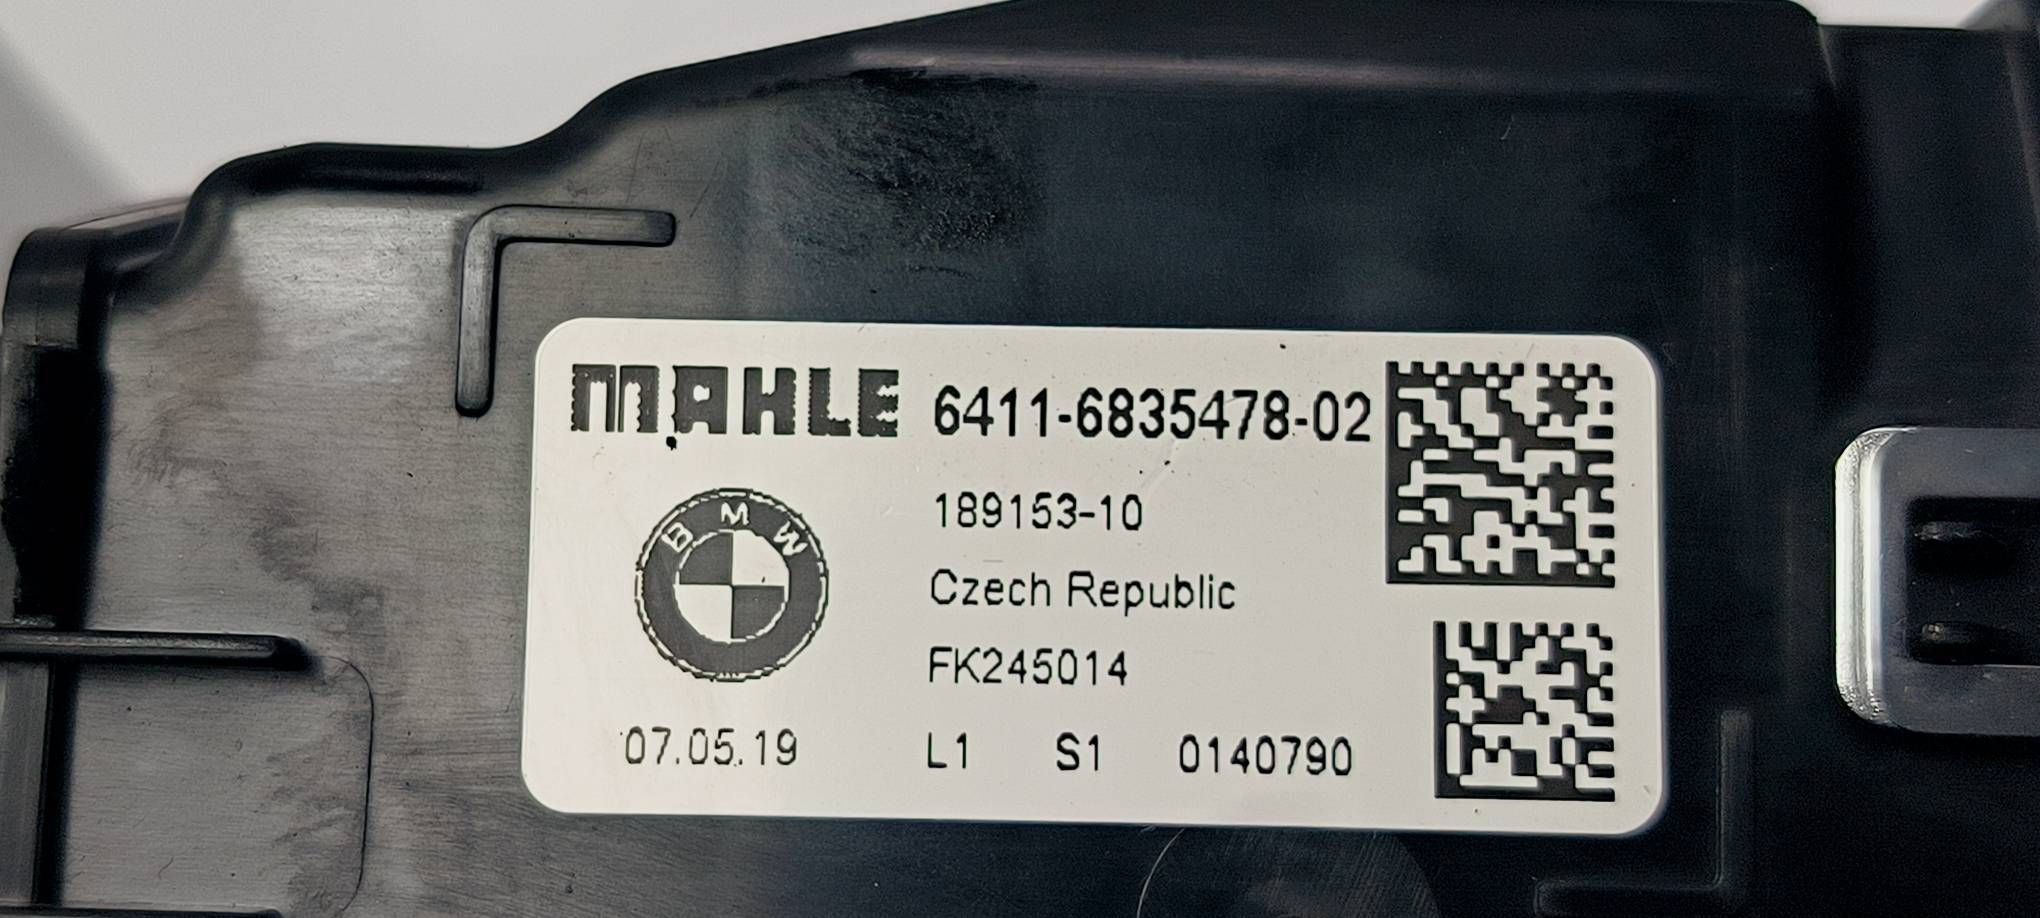 MAHLE 6411-6835478-02
189153-10
BMW
Czech Republic
FK245014
07.05.19 L1 S1 0140790